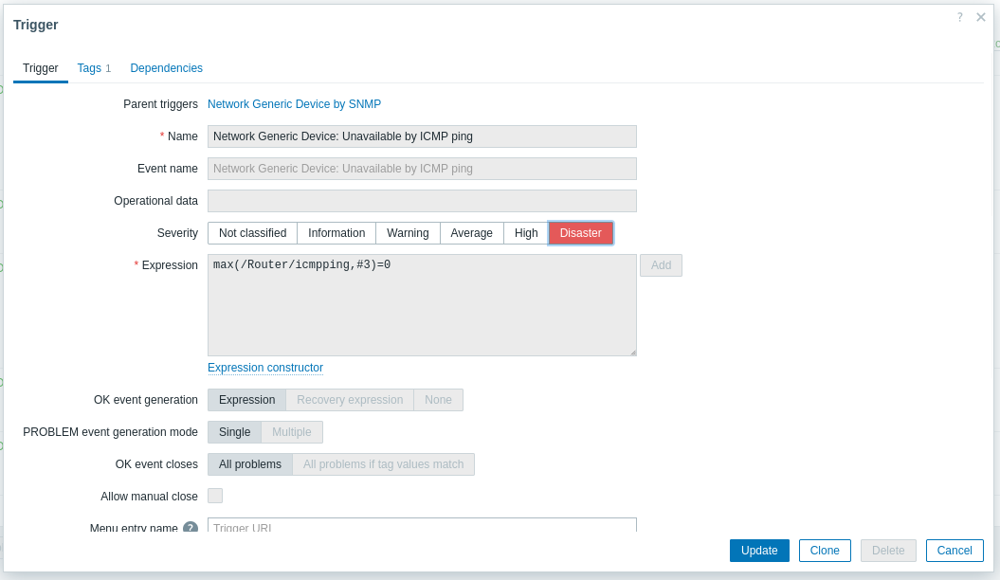 Trigger
?
Trigger Tags 1 Dependencies
Parent triggers Network Generic Device by SNMP
* Name Network Generic Device: Unavailable by ICMP ping
Event name Network Generic Device: Unavailable by ICMP ping
Operational data
Severity Not classified Information Warning Average High Disaster
* Expression max(/Router/icmpping,#3)=0 Add
Expression constructor
OK event generation Expression Recovery expression None
PROBLEM event generation mode Single Multiple
OK event closes All problems All problems if tag values match
Allow manual close
Menu entry name ? Trigger URL
Update Clone Delete Cancel